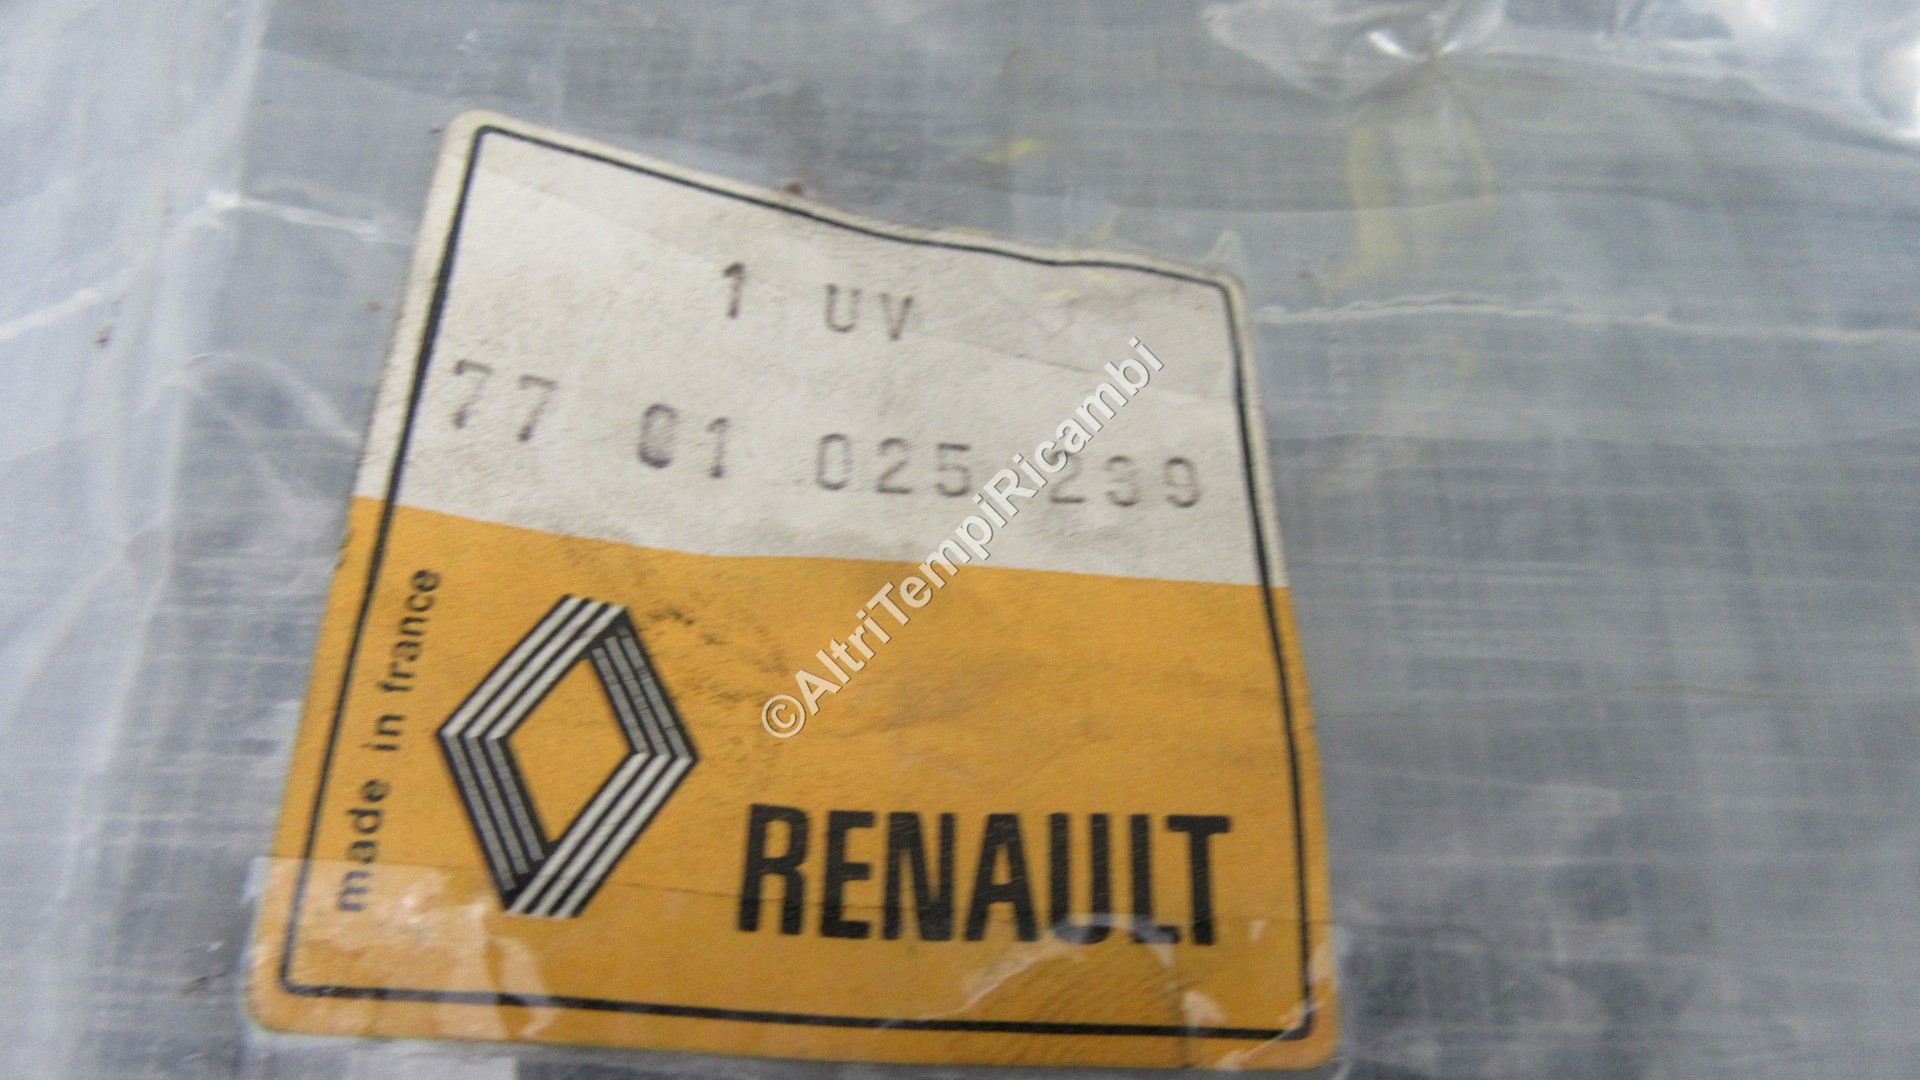 1 UV
77 01 025 239
made in france
RENAULT
©AltriTempiRicambi